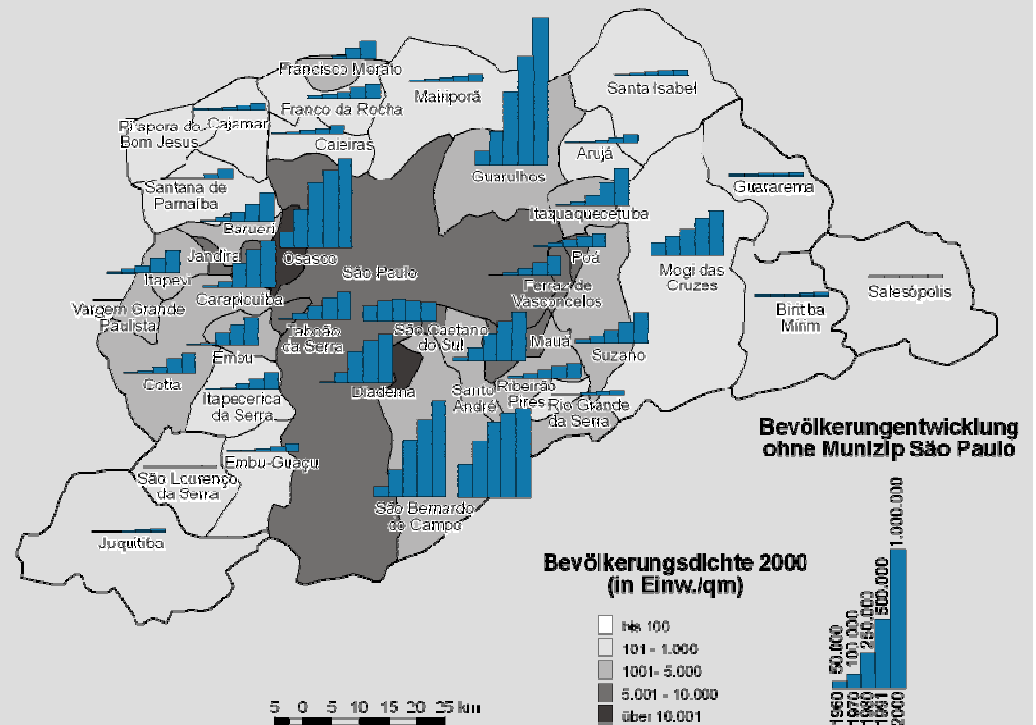 Francisco Morato
Franco da Rocha
Mairiporã
Santa Isabel
Cajamar
Pirapora do
Bom Jesus
Caieiras
Arujá
Guarulhos
Santana de
Parnaíba
Guararema
Itaquaquecetuba
Barueri
Jandira
Osasco
São Paulo
Poá
Itapevi
Carapicuíba
Ferraz de
Vasconcelos
Mogi das
Cruzes
Salesópolis
Vargem Grande
Paulista
Taboão
da Serra
São Caetano
do Sul
Mauá
Biritiba
Mirim
Embu
Suzano
Cotia
Itapecerica
da Serra
Diadema
Santo
André
Ribeirão
Pires
Rio Grande
da Serra
Embu-Guaçu
São Lourenço
da Serra
São Bernardo
do Campo
Juquitiba
Bevölkerungentwicklung
ohne Munizip São Paulo
Bevölkerungsdichte 2000
(in Einw./qm)
bis 100
101 - 1.000
1001- 5.000
5.001 - 10.000
über 10.001
50.000
100.000
250.000
500.000
1.000.000
1960
1970
1980
1991
2000
5 0 5 10 15 20 25 km